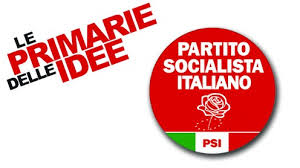 LE
PRIMARIE
DELLE IDEE
PARTITO
SOCIALISTA
ITALIANO
PSI